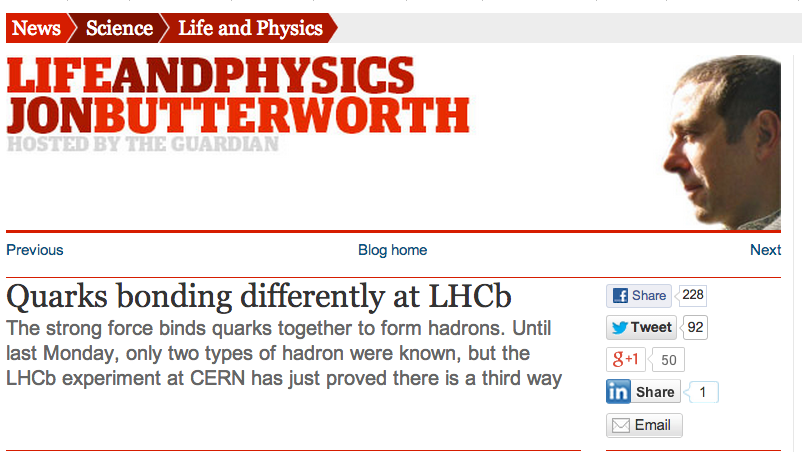 News Science Life and Physics
LIFEANDPHYSICS
JONBUTTERWORTH
HOSTED BY THE GUARDIAN
Previous Blog home Next
Quarks bonding differently at LHCb
The strong force binds quarks together to form hadrons. Until
last Monday, only two types of hadron were known, but the
LHCb experiment at CERN has just proved there is a third way
f Share 228
Tweet 92
g+1 50
in Share 1
Email